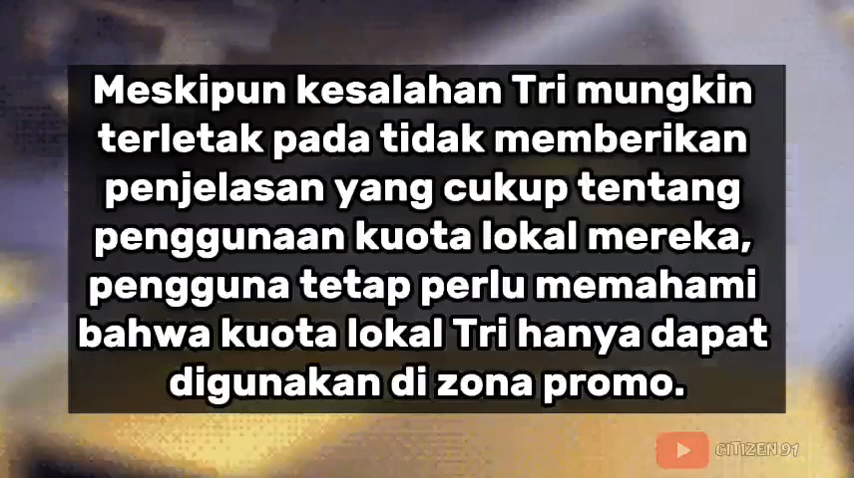 Meskipun kesalahan Tri mungkin
terletak pada tidak memberikan
penjelasan yang cukup tentang
penggunaan kuota lokal mereka,
pengguna tetap perlu memahami
bahwa kuota lokal Tri hanya dapat
digunakan di zona promo.
CITIZEN 91